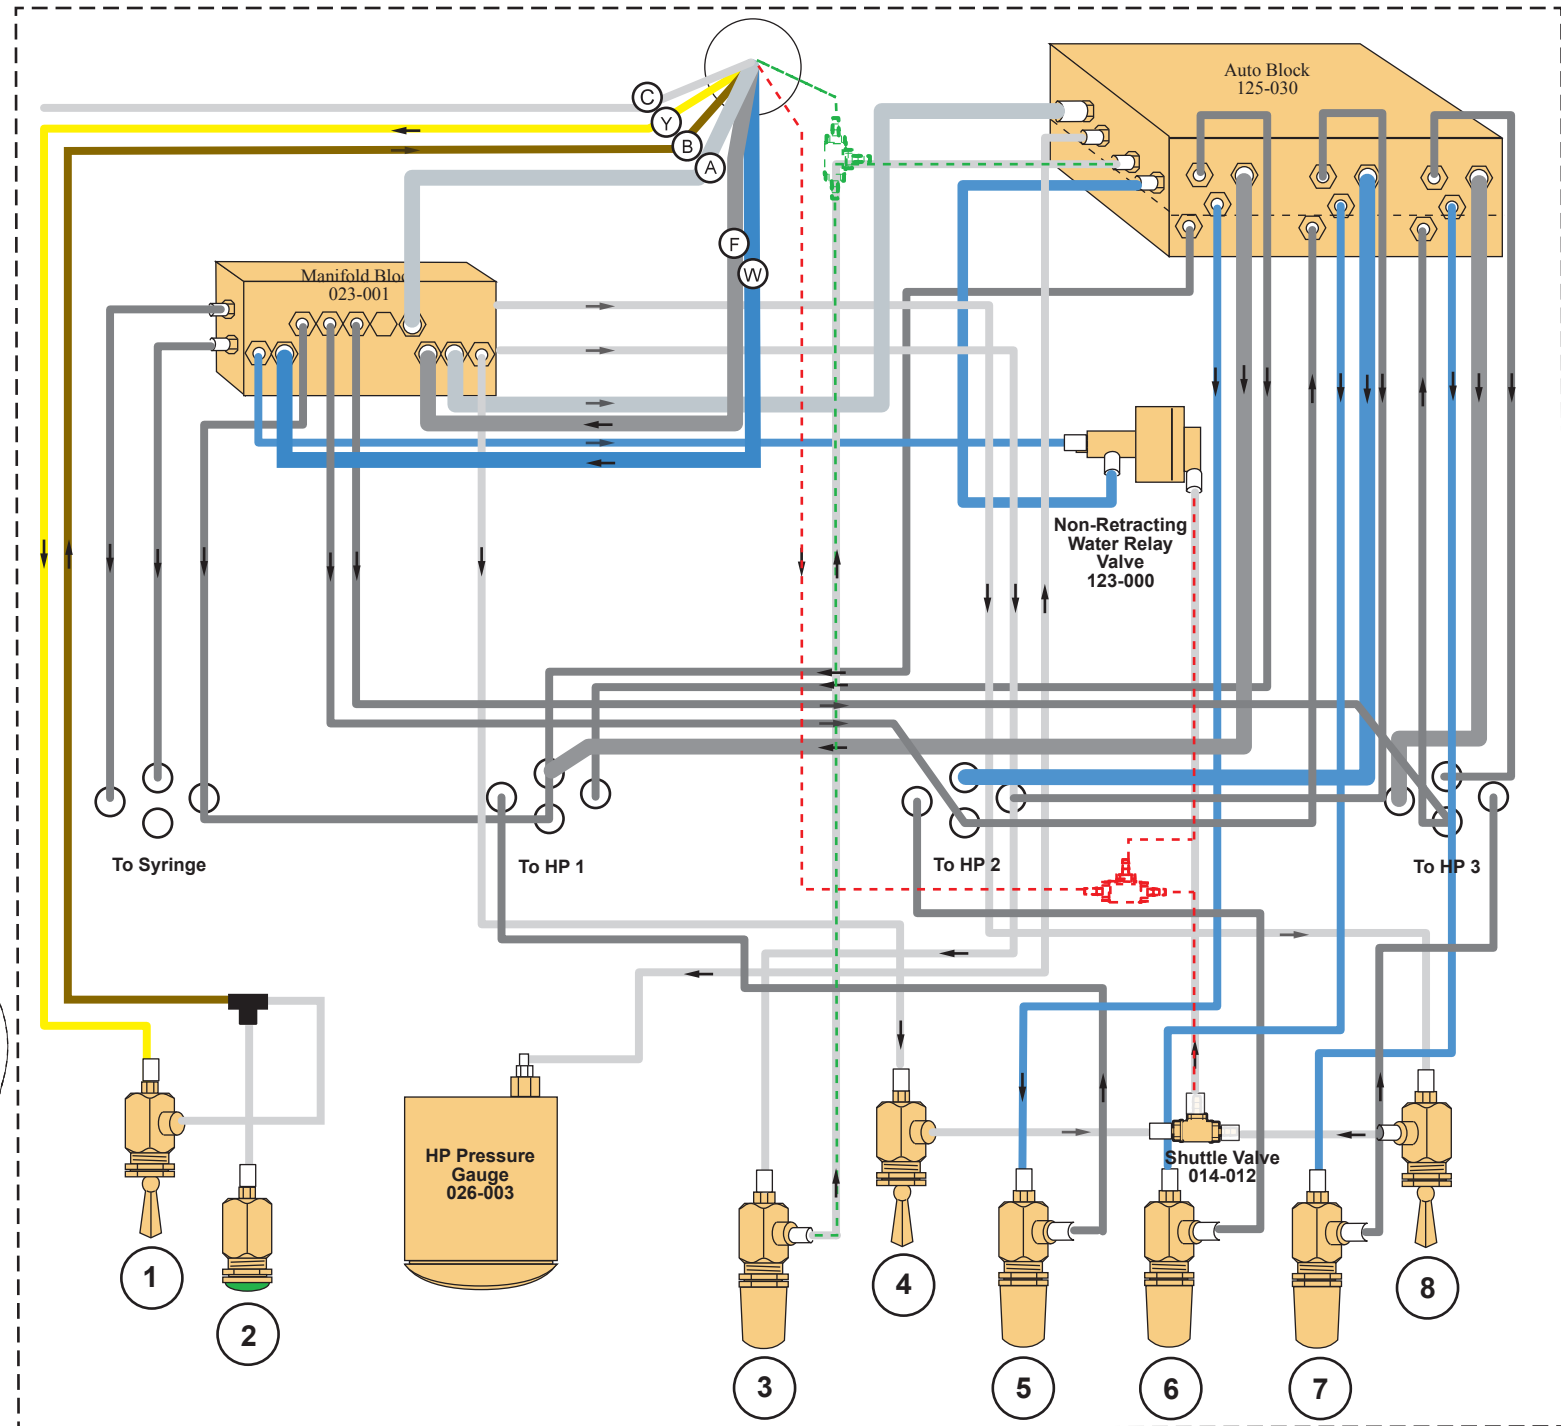 C
Y
B
A
F
W
Auto Block
125-030
Manifold Bloc
023-001
Non-Retracting
Water Relay
Valve
123-000
To Syringe
To HP 1
To HP 2
To HP 3
HP Pressure
Gauge
026-003
Shuttle Valve
014-012
1
2
3
4
5
6
7
8